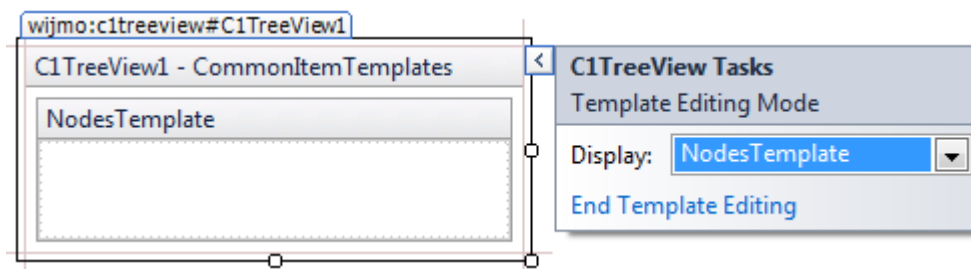 wijmo:c1treeview#C1TreeView1
C1TreeView1 - CommonItemTemplates
NodesTemplate
C1TreeView Tasks
Template Editing Mode
Display: NodesTemplate
End Template Editing